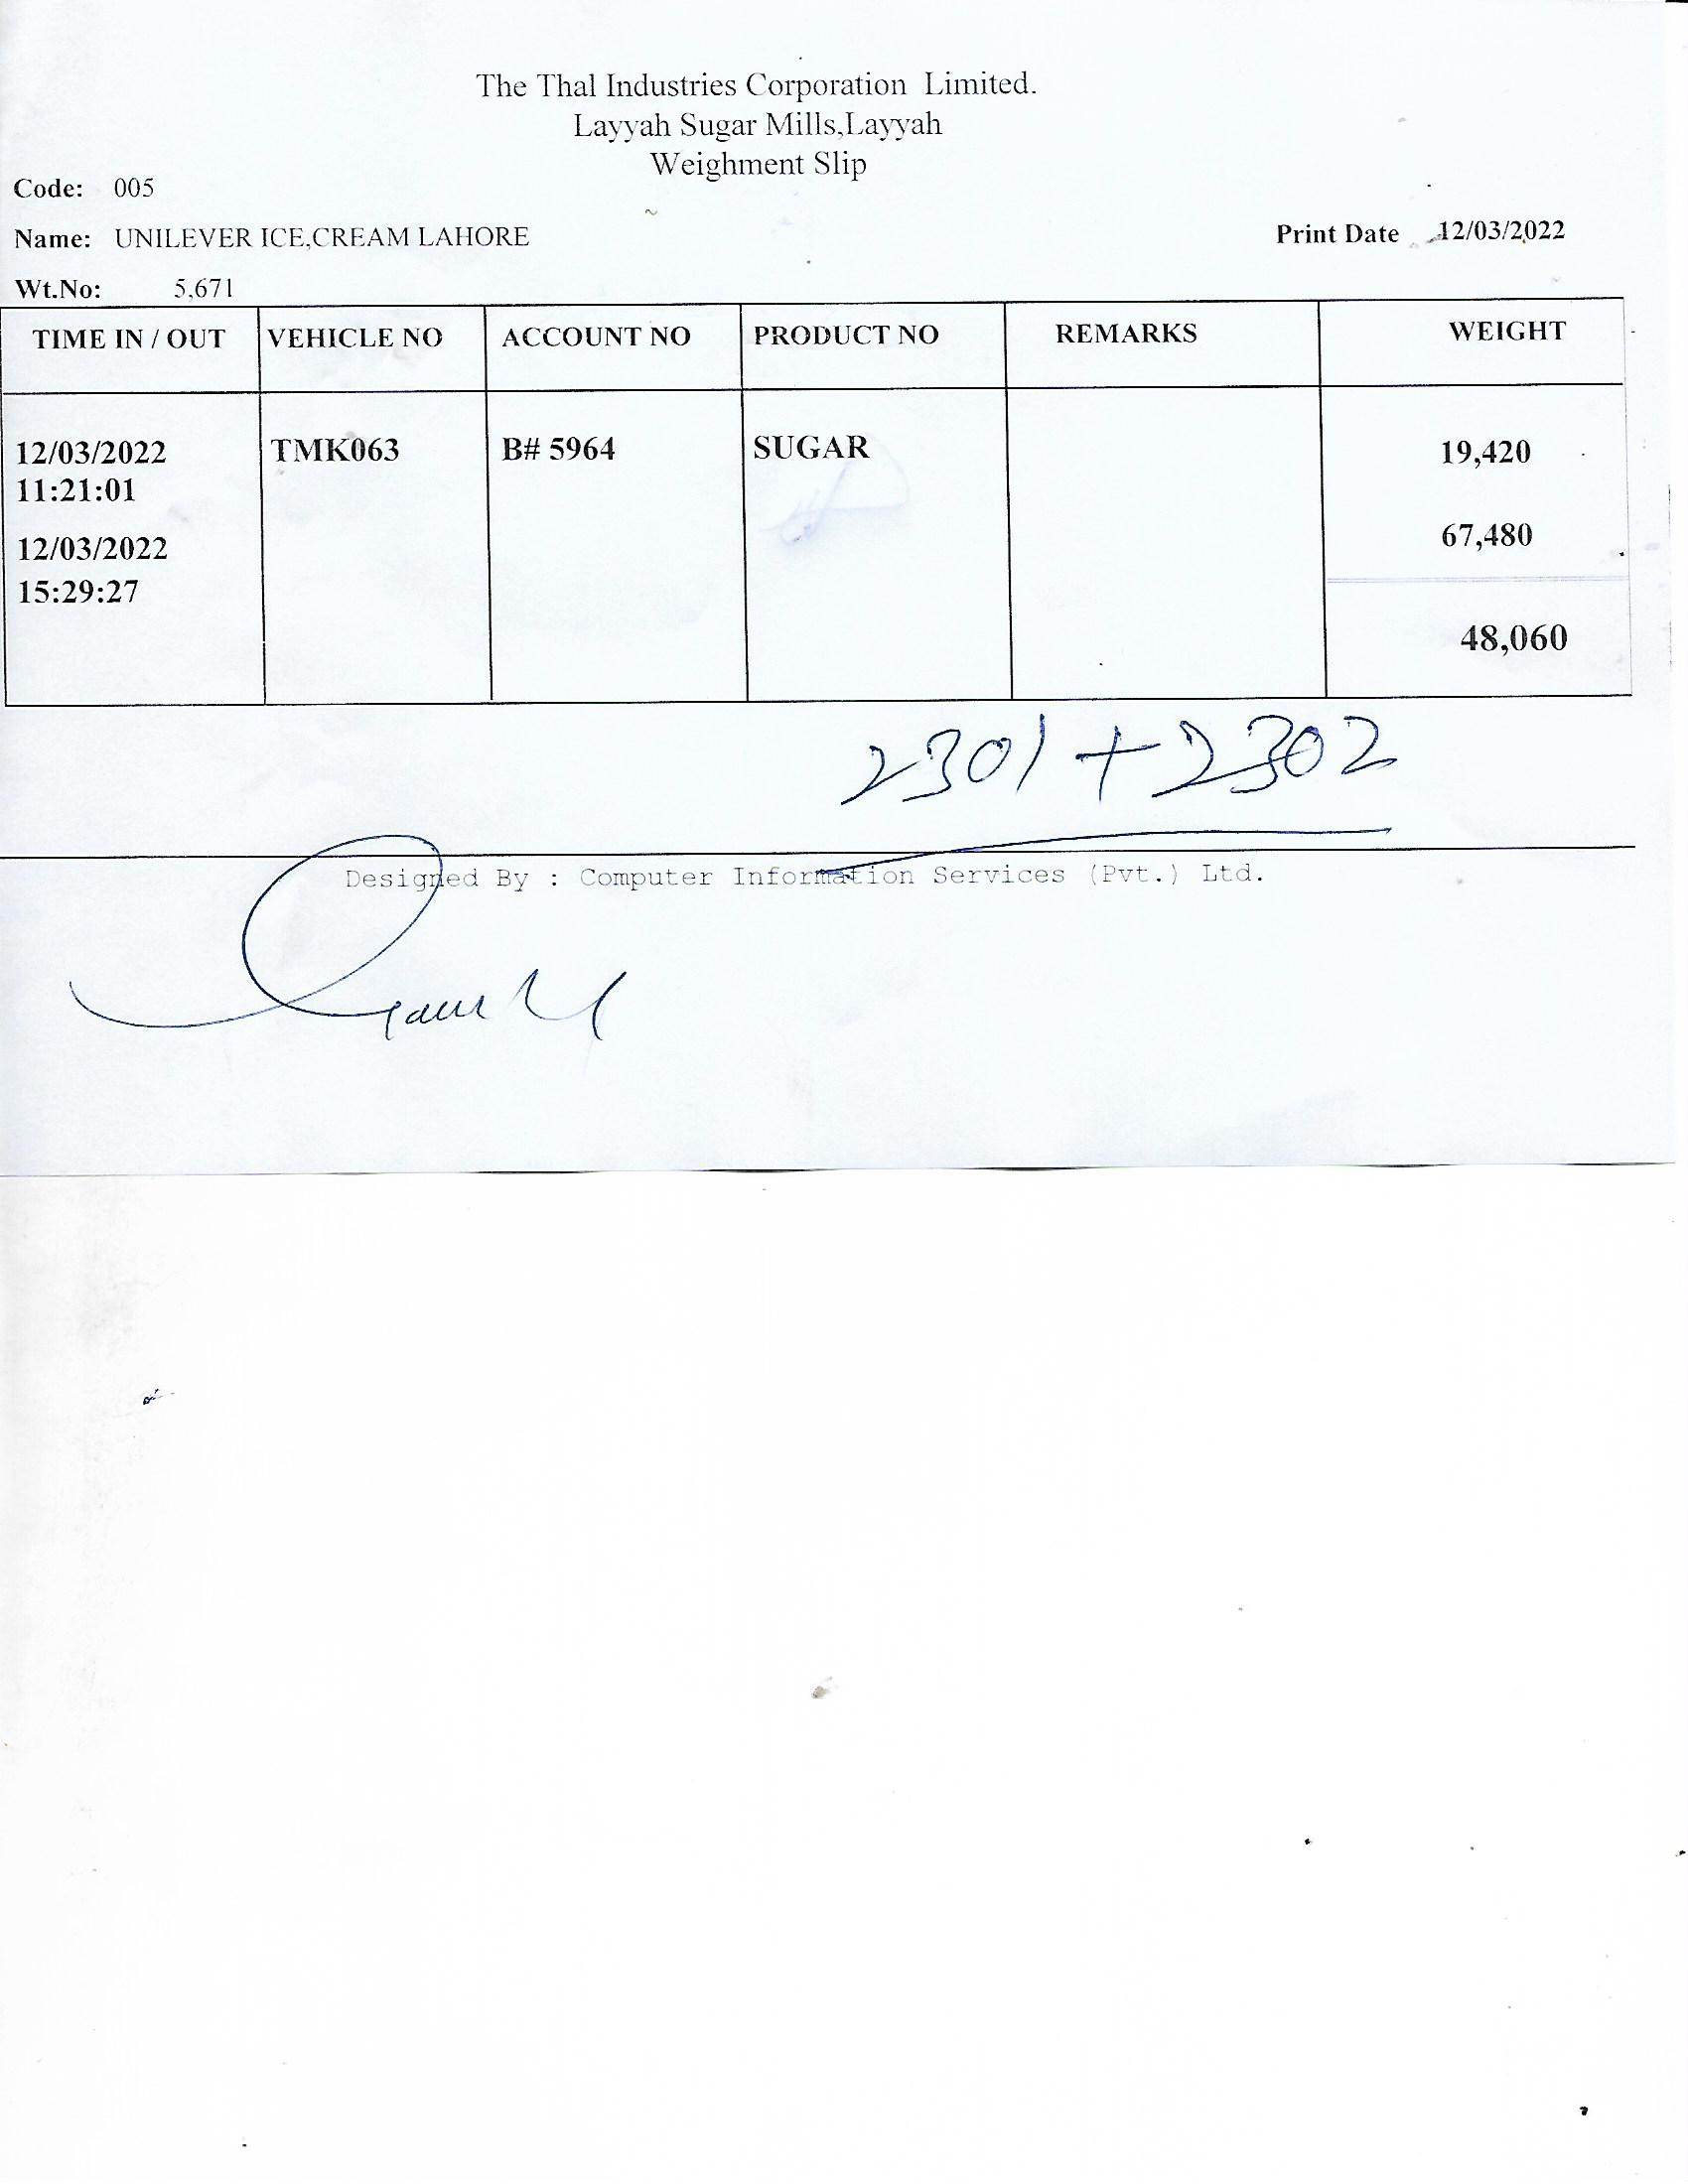 The Thal Industries Corporation Limited.
Layyah Sugar Mills,Layyah
Weighment Slip
Code: 005
Name: UNILEVER ICE,CREAM LAHORE Print Date 12/03/2022
Wt.No: 5,671
TIME IN / OUT VEHICLE NO ACCOUNT NO PRODUCT NO REMARKS WEIGHT
12/03/2022 TMK063 B# 5964 SUGAR 19,420
11:21:01
12/03/2022 67,480
15:29:27
48,060
2301 + 2302
Designed By : Computer Information Services (Pvt.) Ltd.